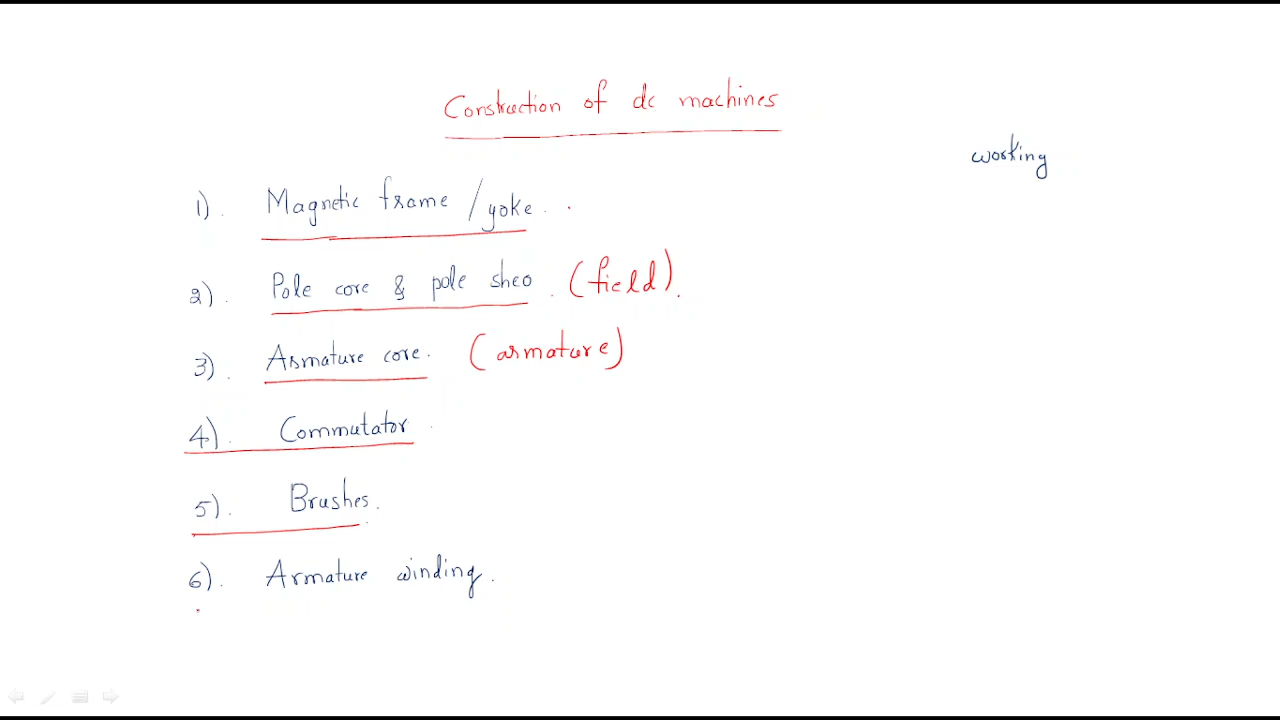 Construction of dc machines
working
1). Magnetic frame / yoke.
2). Pole core & pole sheo. (field).
3). Armature core. (armature)
4). Commutator
5). Brushes.
6). Armature winding.